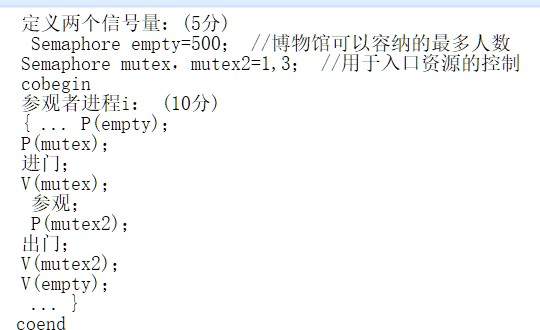 定义两个信号量：(5分)
Semaphore empty=500； //博物馆可以容纳的最多人数
Semaphore mutex．mutex2=1,3； //用于入口资源的控制
cobegin
参观者进程i： (10分)
{ ... P(empty)；
P(mutex)；
进门；
V(mutex)；
参观；
P(mutex2)；
出门；
V(mutex2)；
V(empty)；
... }
coend